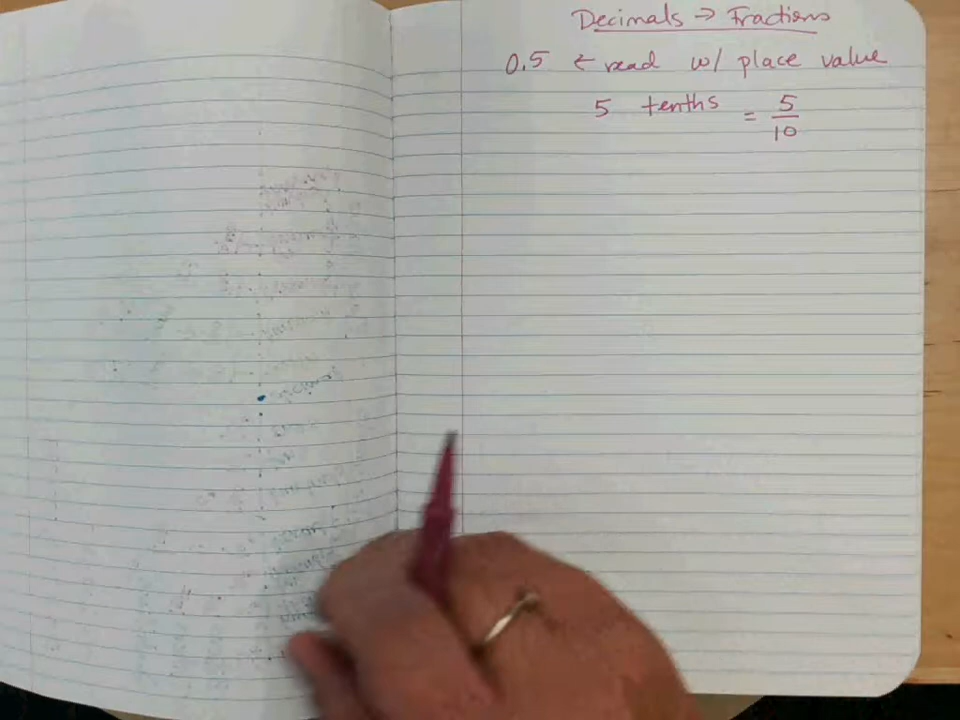 Decimals → Fractions
0.5 ← read w/ place value
5 tenths = 5/10